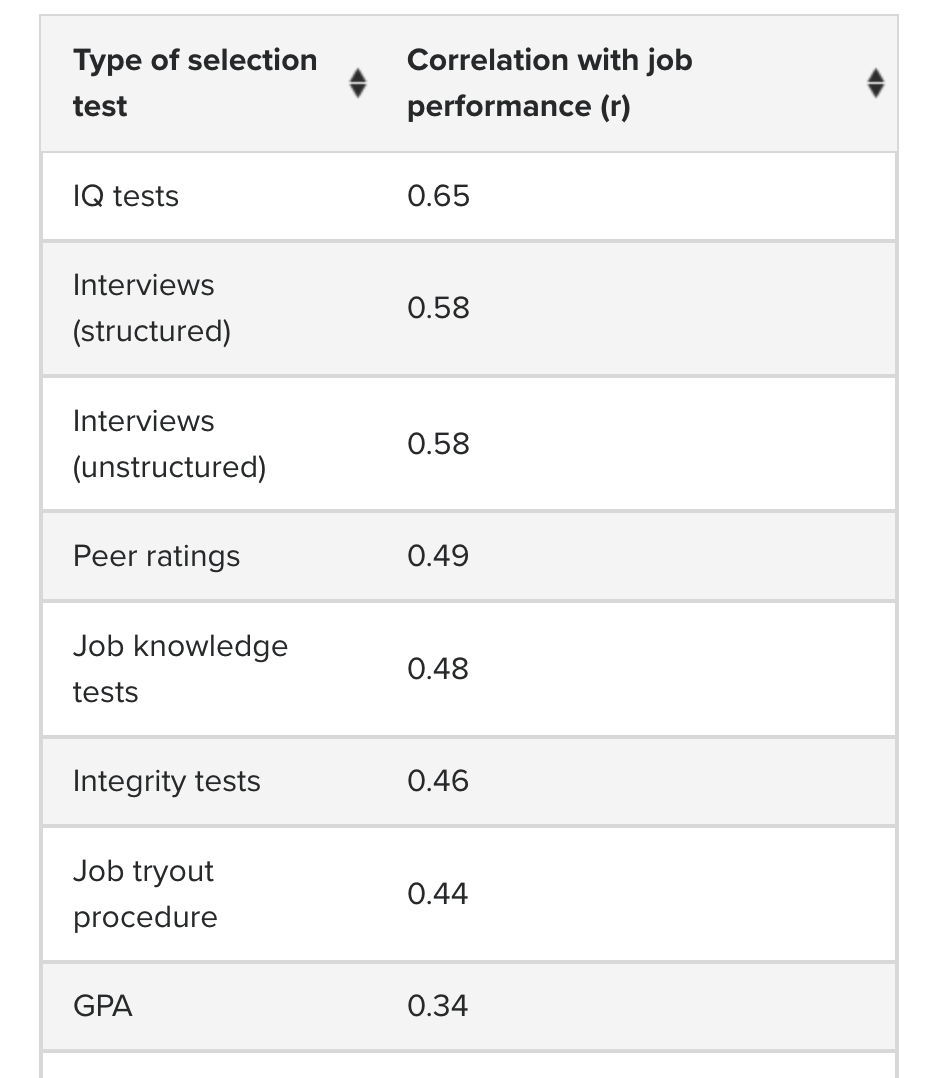 Type of selection
test
Correlation with job
performance (r)
IQ tests
0.65
Interviews
(structured)
0.58
Interviews
(unstructured)
0.58
Peer ratings
0.49
Job knowledge
tests
0.48
Integrity tests
0.46
Job tryout
procedure
0.44
GPA
0.34